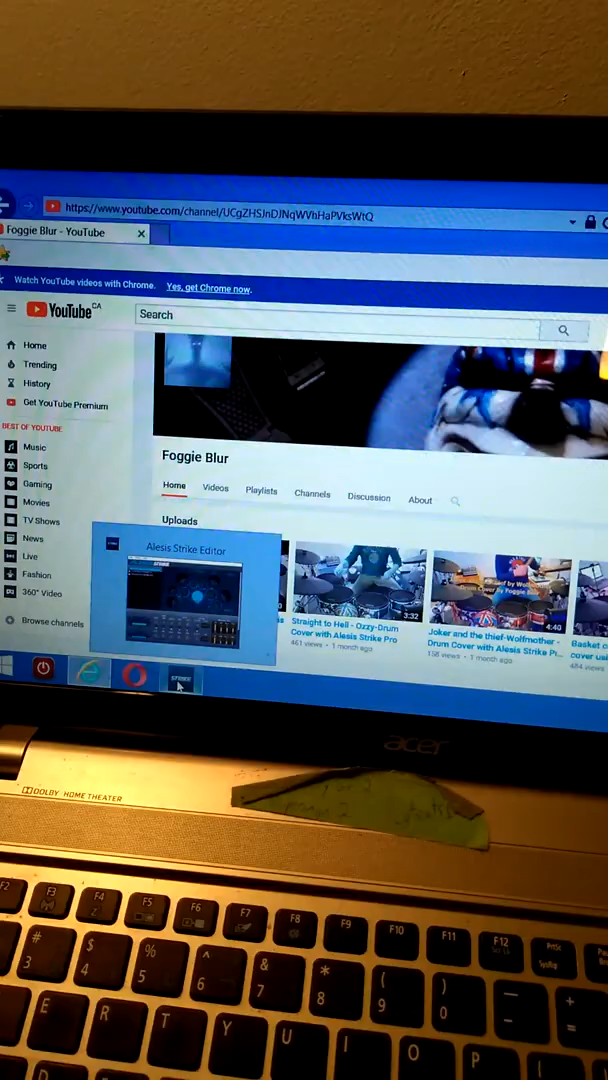 https://www.youtube.com/channel/UCgZHSJnDJNqWVhHaPVksWtQ
Foggie Blur - YouTube
Watch YouTube videos with Chrome. Yes, get Chrome now.
YouTube CA
Search
Home
Trending
History
Get YouTube Premium
BEST OF YOUTUBE
Music
Sports
Gaming
Movies
TV Shows
News
Live
Fashion
360° Video
Browse channels
Foggie Blur
Home Videos Playlists Channels Discussion About
Uploads
Alesis Strike Editor
3:32
Straight to Hell - Ozzy-Drum
Cover with Alesis Strike Pro
461 views • 1 month ago
4:40
Joker and the thief-Wolfmother -
Drum Cover with Alesis Strike P...
158 views • 1 month ago
Basket c
cover usi
484 views
STRIKE
acer
DOLBY HOME THEATER
F2 F3 F4 F5 F6 F7 F8 F9 F10 F11 F12 PrtSc SysRq
# 3 $ 4 % 5 ^ 6 & 7 * 8 ( 9 ) 0 — - + =
E R T Y U I O P